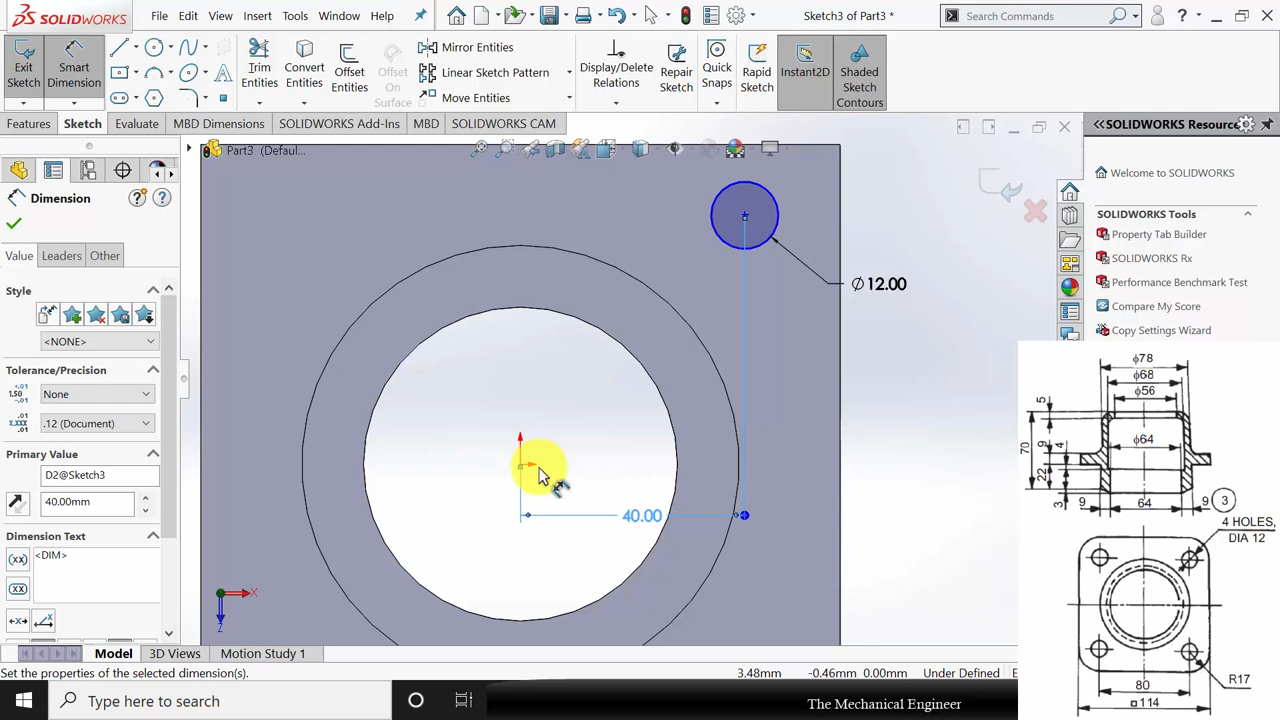 SOLIDWORKS
File Edit View Insert Tools Window Help
Sketch3 of Part3 *
Search Commands
Exit Sketch
Smart Dimension
Trim Entities
Convert Entities
Offset Entities
Offset On Surface
Mirror Entities
Linear Sketch Pattern
Move Entities
Display/Delete Relations
Repair Sketch
Quick Snaps
Rapid Sketch
Instant2D
Shaded Sketch Contours
Features Sketch Evaluate MBD Dimensions SOLIDWORKS Add-Ins MBD SOLIDWORKS CAM
Part3 (Defaul...
Dimension
Value Leaders Other
Style
<NONE>
Tolerance/Precision
None
.12 (Document)
Primary Value
D2@Sketch3
40.00mm
Dimension Text
<DIM>
∅12.00
40.00
X
Z
SOLIDWORKS Resource
Welcome to SOLIDWORKS
SOLIDWORKS Tools
Property Tab Builder
SOLIDWORKS Rx
Performance Benchmark Test
Compare My Score
Copy Settings Wizard
ϕ78
ϕ68
ϕ56
ϕ64
5
70
9
4
22
3
9 64 9
3
4 HOLES,
DIA 12
R17
80
□114
Model 3D Views Motion Study 1
Set the properties of the selected dimension(s).
3.48mm -0.46mm 0.00mm Under Defined
Type here to search
The Mechanical Engineer